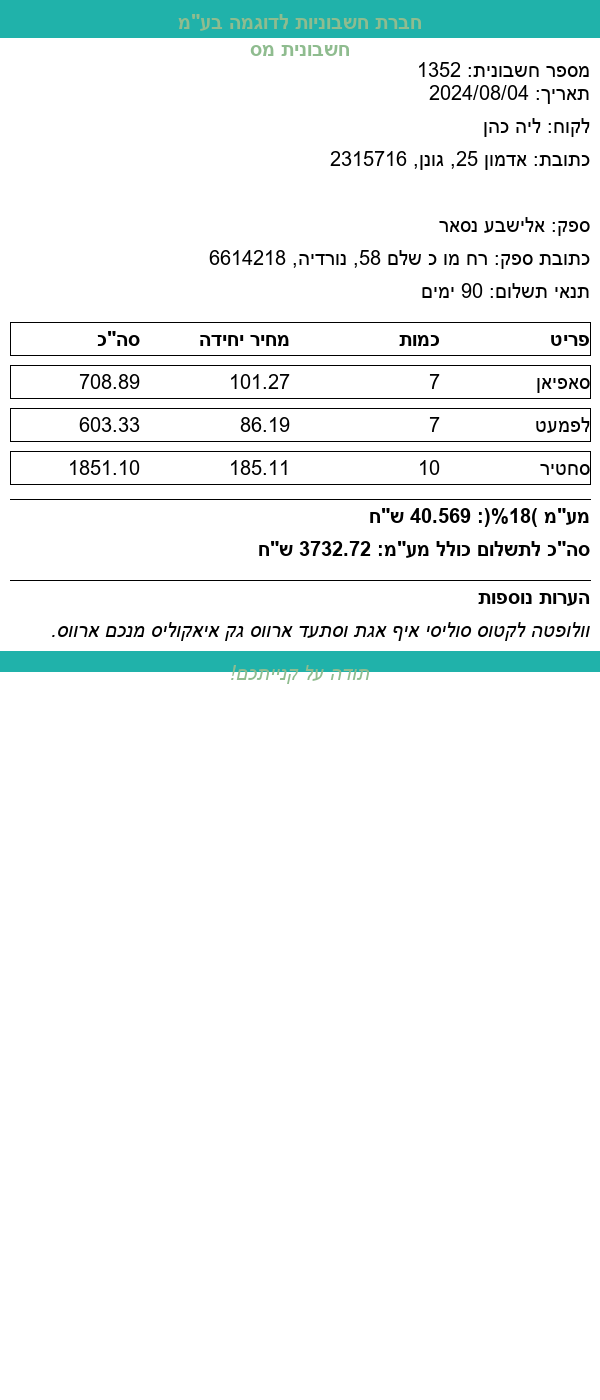 חברת חשבוניות לדוגמה בע"מ
חשבונית מס
מספר חשבונית: 1352
תאריך: 2024/08/04
לקוח: ליה כהן
כתובת: אדמון 25, גונן, 2315716
ספק: אלישבע נסאר
כתובת ספק: רח מו כ שלם 58, נורדיה, 6614218
תנאי תשלום: 90 ימים
פריט כמות מחיר יחידה סה"כ
סאפיאן 7 101.27 708.89
לפמעט 7 86.19 603.33
סחטיר 10 185.11 1851.10
מע"מ )18%(: 40.569 ש"ח
סה"כ לתשלום כולל מע"מ: 3732.72 ש"ח
הערות נוספות
וולופטה לקטוס סוליסי איף אגת וסתעד ארווס גק איאקוליס מנכם ארווס.
תודה על קנייתכם!